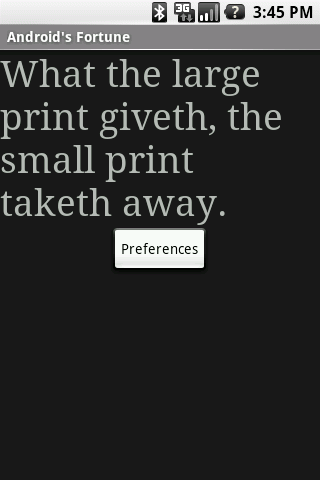 3G
?
3:45 PM
Android's Fortune
What the large
print giveth, the
small print
taketh away.
Preferences